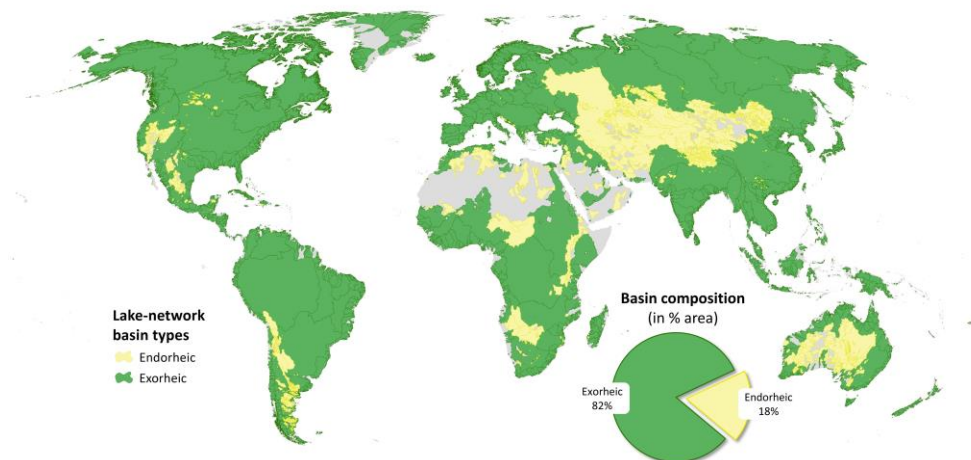 Lake-network
basin types
Endorheic
Exorheic
Basin composition
(in % area)
Exorheic
82%
Endorheic
18%